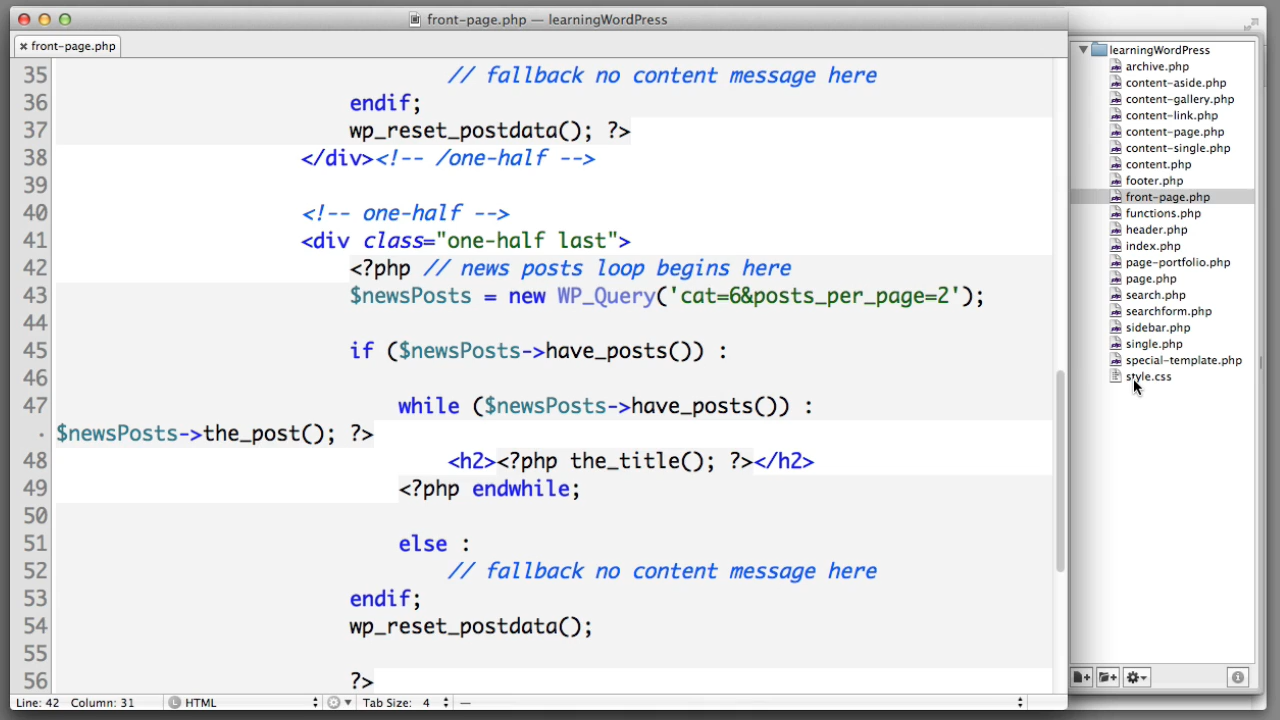 front-page.php — learningWordPress
front-page.php
35 // fallback no content message here
36 endif;
37 wp_reset_postdata(); ?>
38 </div><!-- /one-half -->
39
40 <!-- one-half -->
41 <div class="one-half last">
42 <?php // news posts loop begins here
43 $newsPosts = new WP_Query('cat=6&posts_per_page=2');
44
45 if ($newsPosts->have_posts()) :
46
47 while ($newsPosts->have_posts()) :
$newsPosts->the_post(); ?>
48 <h2><?php the_title(); ?></h2>
49 <?php endwhile;
50
51 else :
52 // fallback no content message here
53 endif;
54 wp_reset_postdata();
55
56 ?>
Line: 42 Column: 31 HTML Tab Size: 4 —
learningWordPress
archive.php
content-aside.php
content-gallery.php
content-link.php
content-page.php
content-single.php
content.php
footer.php
front-page.php
functions.php
header.php
index.php
page-portfolio.php
page.php
search.php
searchform.php
sidebar.php
single.php
special-template.php
style.css